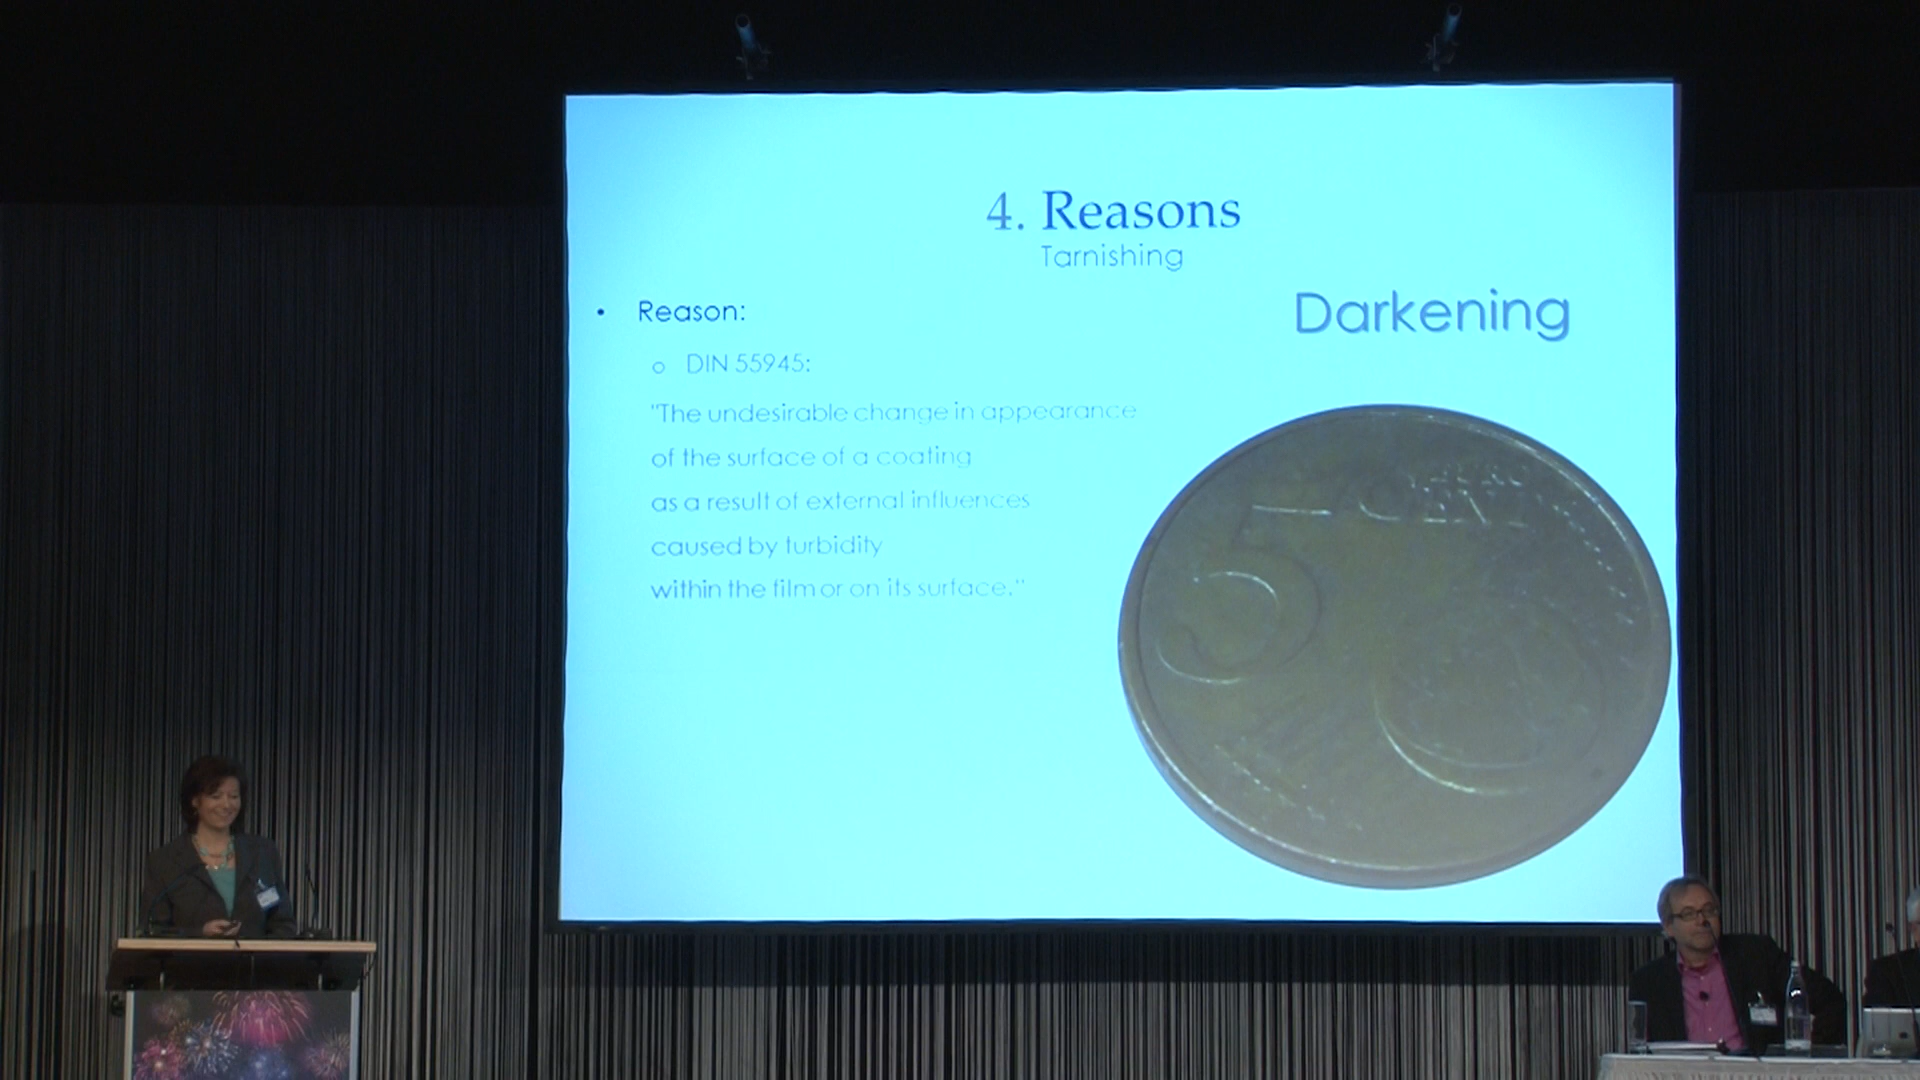 4. Reasons
Tarnishing
Darkening
• Reason:
o DIN 55945:
"The undesirable change in appearance
of the surface of a coating
as a result of external influences
caused by turbidity
within the film or on its surface."
5